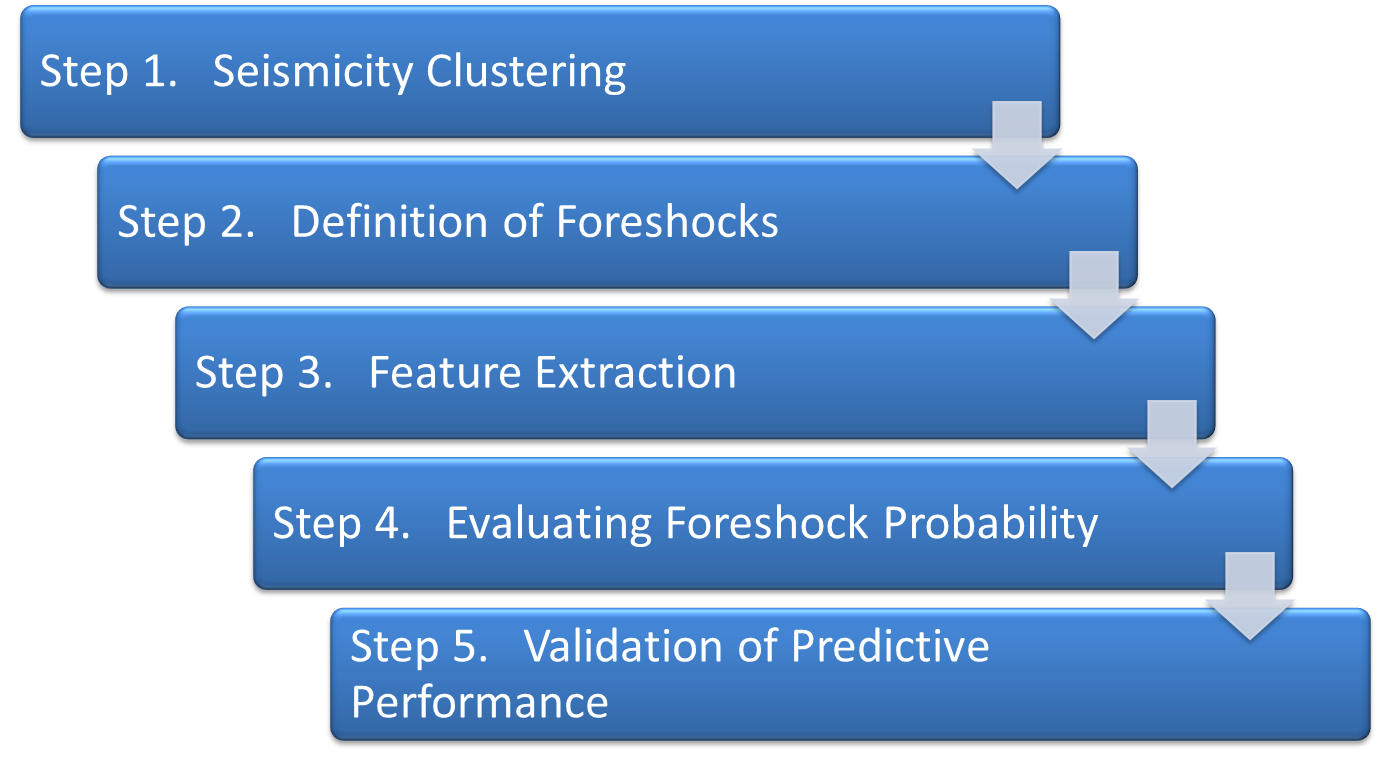 Step 1. Seismicity Clustering
Step 2. Definition of Foreshocks
Step 3. Feature Extraction
Step 4. Evaluating Foreshock Probability
Step 5. Validation of Predictive
Performance